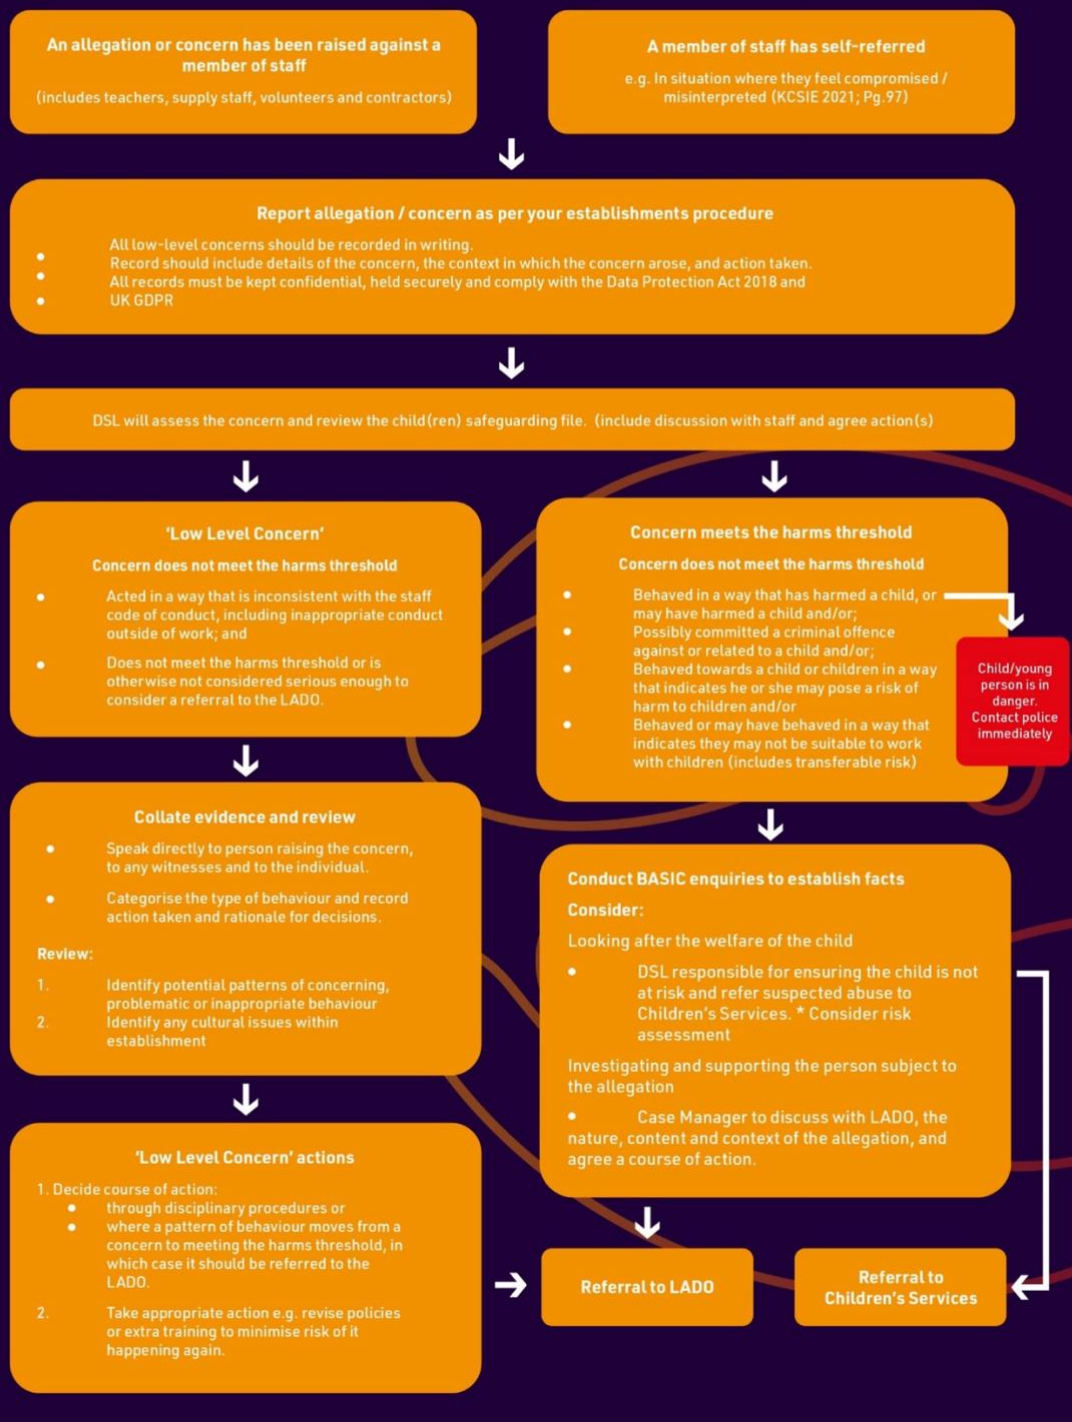 An allegation or concern has been raised against a
member of staff
(includes teachers, supply staff, volunteers and contractors)
A member of staff has self-referred
e.g. In situation where they feel compromised /
misinterpreted (KCSIE 2021; Pg.97)
Report allegation / concern as per your establishments procedure
All low-level concerns should be recorded in writing.
Record should include details of the concern, the context in which the concern arose, and action taken.
All records must be kept confidential, held securely and comply with the Data Protection Act 2018 and
UK GDPR
DSL will assess the concern and review the child(ren) safeguarding file. (include discussion with staff and agree action(s)
'Low Level Concern'
Concern does not meet the harms threshold
Acted in a way that is inconsistent with the staff
code of conduct, including inappropriate conduct
outside of work; and
Does not meet the harms threshold or is
otherwise not considered serious enough to
consider a referral to the LADO.
Concern meets the harms threshold
Concern does not meet the harms threshold
Behaved in a way that has harmed a child, or
may have harmed a child and/or;
Possibly committed a criminal offence
against or related to a child and/or;
Behaved towards a child or children in a way
that indicates he or she may pose a risk of
harm to children and/or
Behaved or may have behaved in a way that
indicates they may not be suitable to work
with children (includes transferable risk)
Child/young
person is in
danger.
Contact police
immediately
Collate evidence and review
Speak directly to person raising the concern,
to any witnesses and to the individual.
Categorise the type of behaviour and record
action taken and rationale for decisions.
Review:
1. Identify potential patterns of concerning,
problematic or inappropriate behaviour
2. Identify any cultural issues within
establishment
Conduct BASIC enquiries to establish facts
Consider:
Looking after the welfare of the child
DSL responsible for ensuring the child is not
at risk and refer suspected abuse to
Children's Services. * Consider risk
assessment
Investigating and supporting the person subject to
the allegation
Case Manager to discuss with LADO, the
nature, content and context of the allegation, and
agree a course of action.
'Low Level Concern' actions
1. Decide course of action:
through disciplinary procedures or
where a pattern of behaviour moves from a
concern to meeting the harms threshold, in
which case it should be referred to the
LADO.
2. Take appropriate action e.g. revise policies
or extra training to minimise risk of it
happening again.
Referral to LADO
Referral to
Children's Services